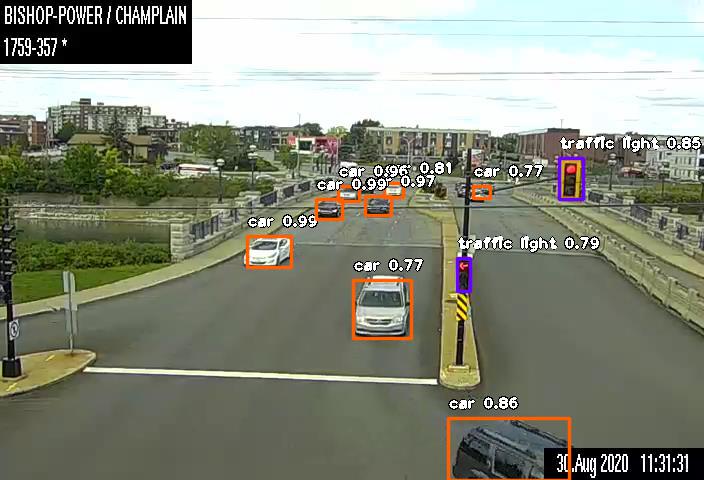 BISHOP-POWER / CHAMPLAIN
1759-357 *
traffic light 0.85
car 0.96
0.81
car 0.77
car 0.99
0.97
car 0.99
traffic light 0.79
car 0.77
car 0.86
30.Aug 2020 11:31:31